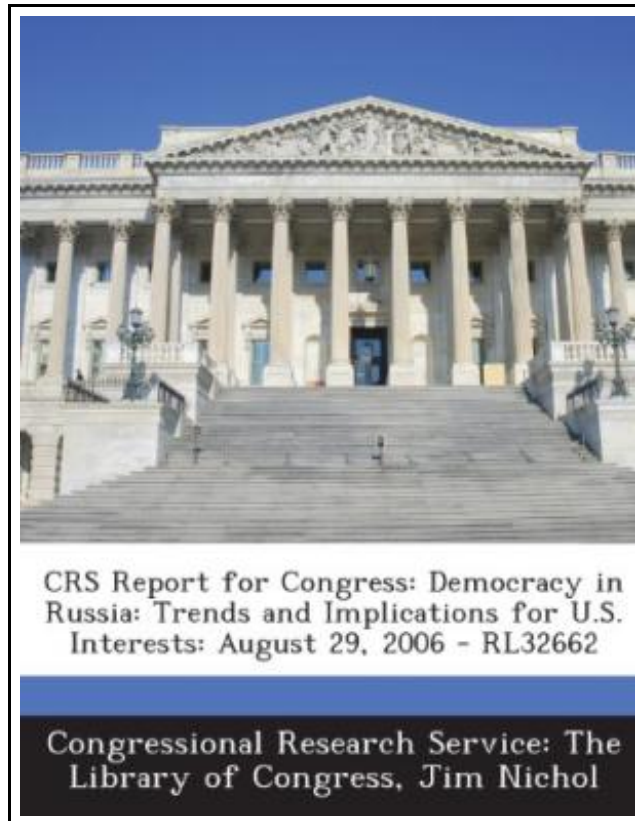 CRS Report for Congress: Democracy in
Russia: Trends and Implications for U.S.
Interests: August 29, 2006 - RL32662
Congressional Research Service: The
Library of Congress, Jim Nichol